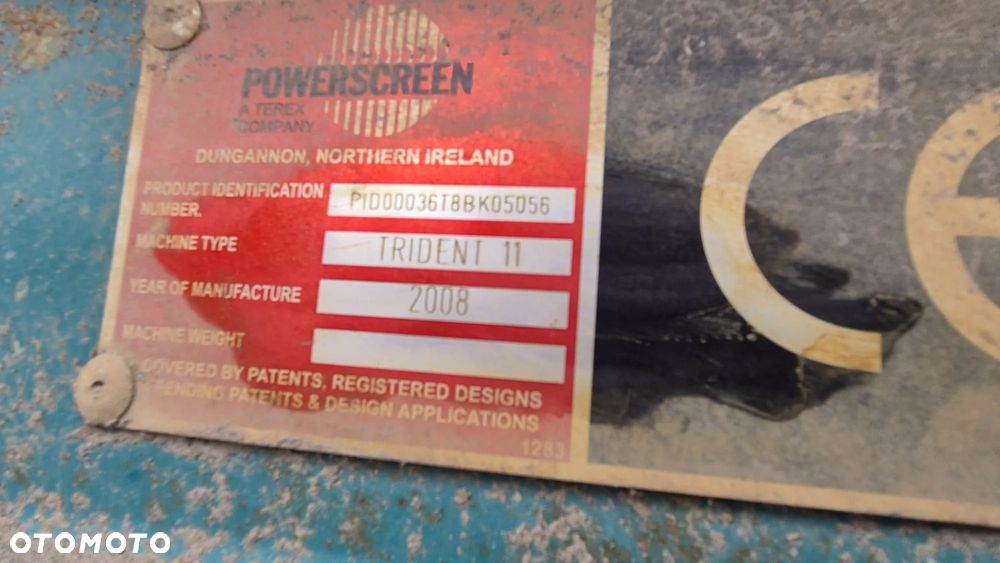 POWERSCREEN
A TEREX
COMPANY
DUNGANNON, NORTHERN IRELAND
PRODUCT IDENTIFICATION
NUMBER.
PID00036T8BK05056
MACHINE TYPE
TRIDENT 11
YEAR OF MANUFACTURE
2008
MACHINE WEIGHT
COVERED BY PATENTS, REGISTERED DESIGNS
PENDING PATENTS & DESIGN APPLICATIONS
1283
CE
OTOMOTO